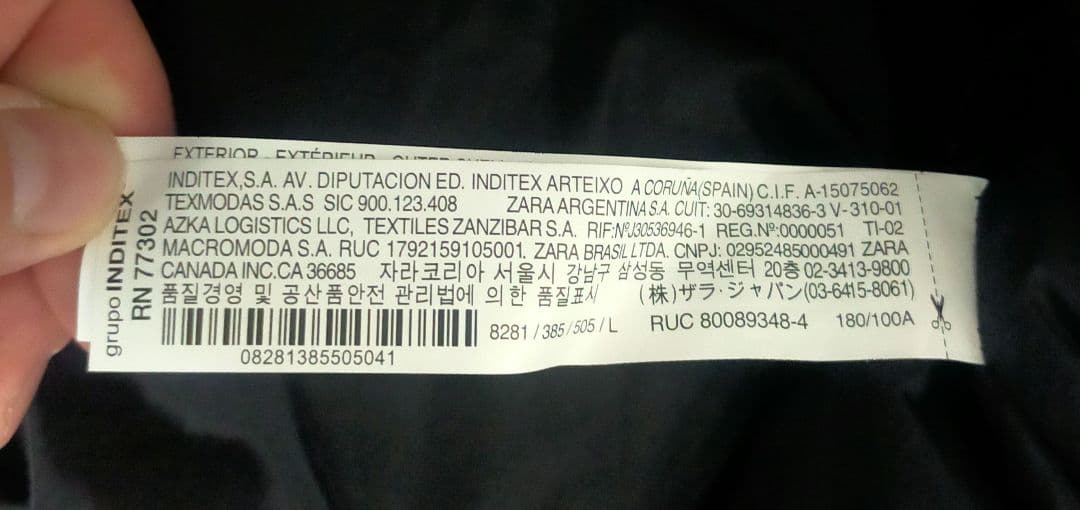 EXTERIOR - EXTÉRIEUR -
INDITEX,S.A. AV. DIPUTACION ED. INDITEX ARTEIXO A CORUÑA(SPAIN) C.I.F. A-15075062
TEXMODAS S.A.S SIC 900.123.408 ZARA ARGENTINA S.A. CUIT: 30-69314836-3 V-310-01
AZKA LOGISTICS LLC, TEXTILES ZANZIBAR S.A. RIF:NºJ30536946-1 REG.Nº:0000051 TI-02
MACROMODA S.A. RUC 1792159105001. ZARA BRASIL LTDA. CNPJ: 02952485000491 ZARA
CANADA INC.CA 36685 자라코리아 서울시 강남구 삼성동 무역센터 20층 02-3413-9800
품질경영 및 공산품안전 관리법에 의한 품질표시 (株)ザラ・ジャパン(03-6415-8061)
8281 / 385 / 505 / L RUC 80089348-4 180/100A
08281385505041
grupo INDITEX
RN 77302